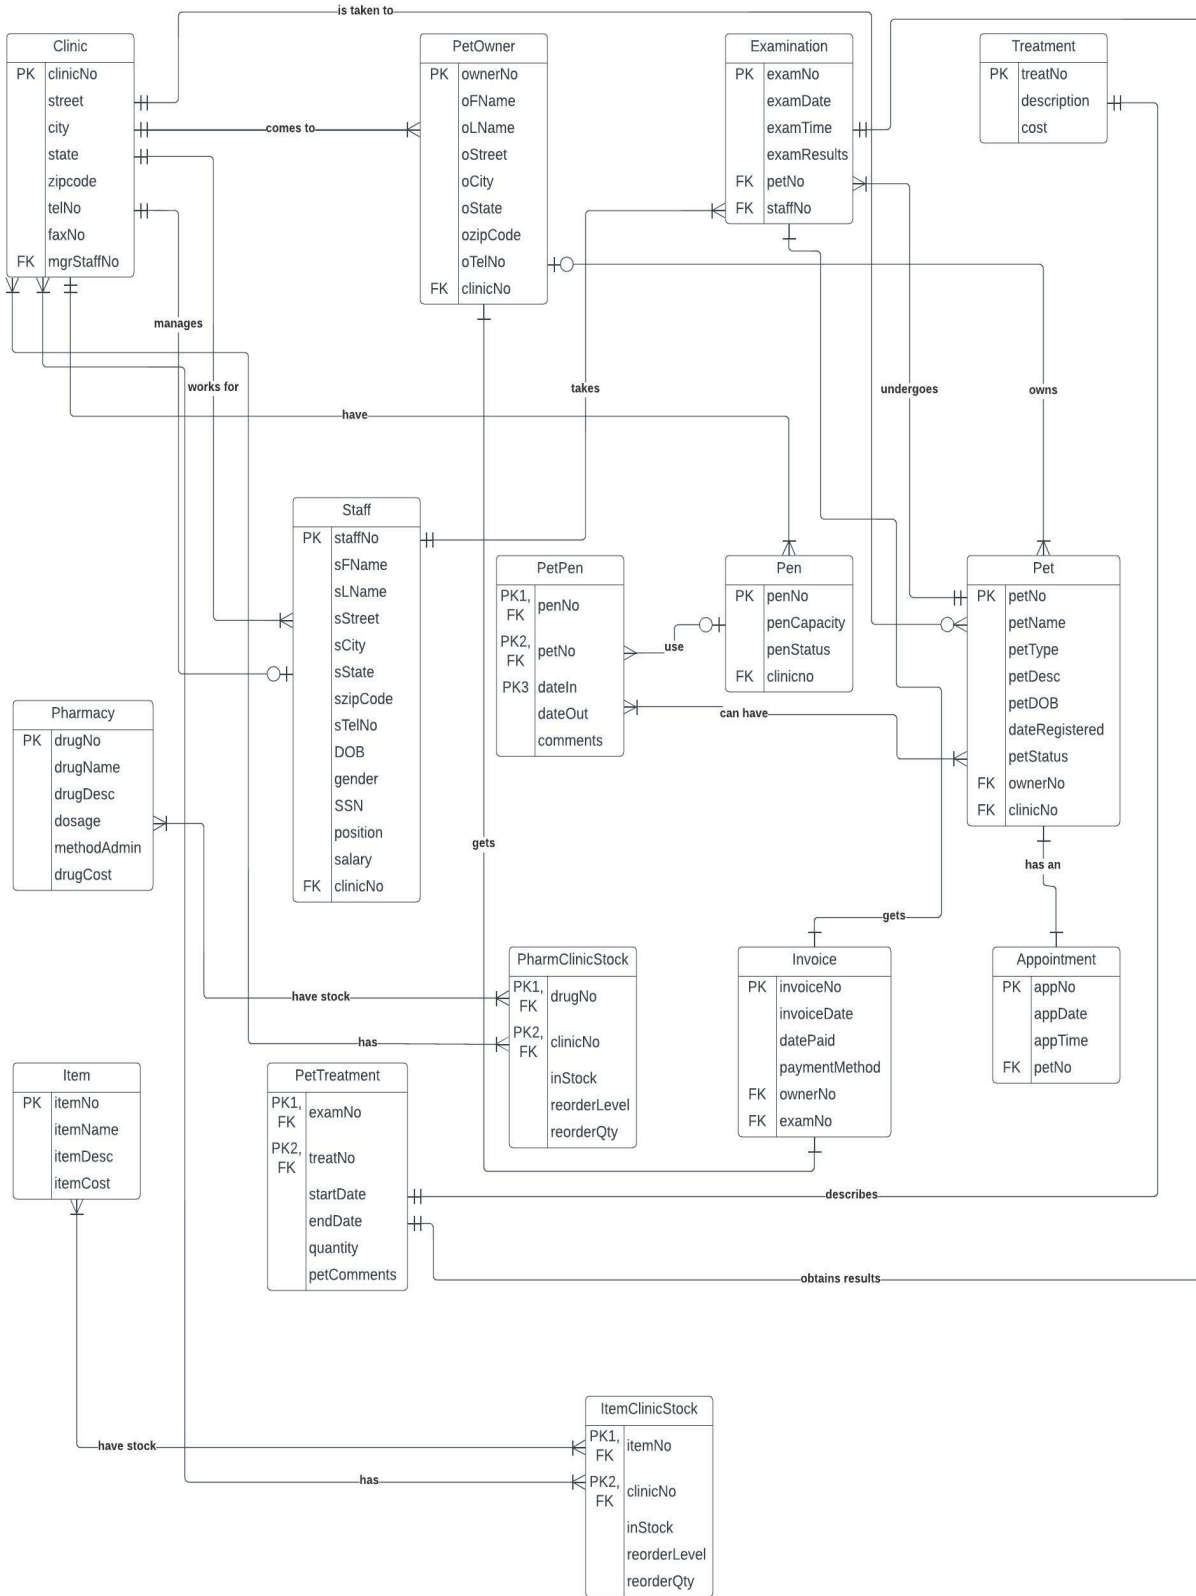 is taken to
Clinic
PK clinicNo
street
city
state
zipcode
telNo
faxNo
FK mgrStaffNo
PetOwner
PK ownerNo
oFName
oLName
oStreet
oCity
oState
ozipCode
oTelNo
FK clinicNo
Examination
PK examNo
examDate
examTime
examResults
FK petNo
FK staffNo
Treatment
PK treatNo
description
cost
comes to
manages
works for
takes
undergoes
owns
have
Staff
PK staffNo
sFName
sLName
sStreet
sCity
sState
szipCode
sTelNo
DOB
gender
SSN
position
salary
FK clinicNo
PetPen
PK1,
FK penNo
PK2,
FK petNo
PK3 dateIn
dateOut
comments
use
Pen
PK penNo
penCapacity
penStatus
FK clinicno
can have
Pet
PK petNo
petName
petType
petDesc
petDOB
dateRegistered
petStatus
FK ownerNo
FK clinicNo
Pharmacy
PK drugNo
drugName
drugDesc
dosage
methodAdmin
drugCost
gets
has an
gets
PharmClinicStock
PK1,
FK drugNo
PK2,
FK clinicNo
inStock
reorderLevel
reorderQty
Invoice
PK invoiceNo
invoiceDate
datePaid
paymentMethod
FK ownerNo
FK examNo
Appointment
PK appNo
appDate
appTime
FK petNo
have stock
has
Item
PK itemNo
itemName
itemDesc
itemCost
PetTreatment
PK1,
FK examNo
PK2,
FK treatNo
startDate
endDate
quantity
petComments
describes
obtains results
ItemClinicStock
PK1,
FK itemNo
PK2,
FK clinicNo
inStock
reorderLevel
reorderQty
have stock
has